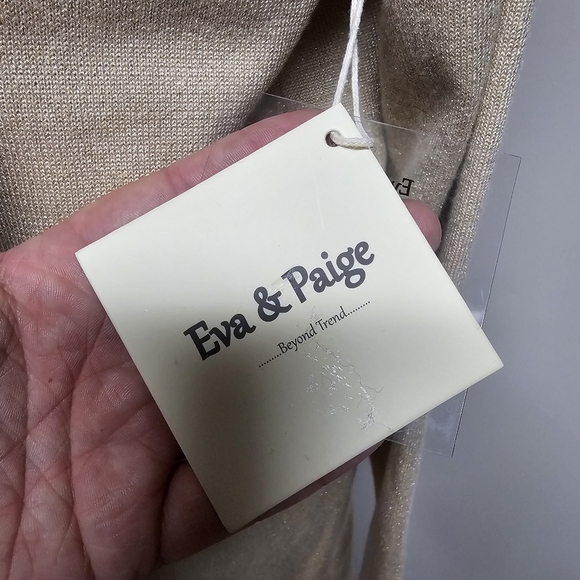 Eva & Paige
.........Beyond Trend.........